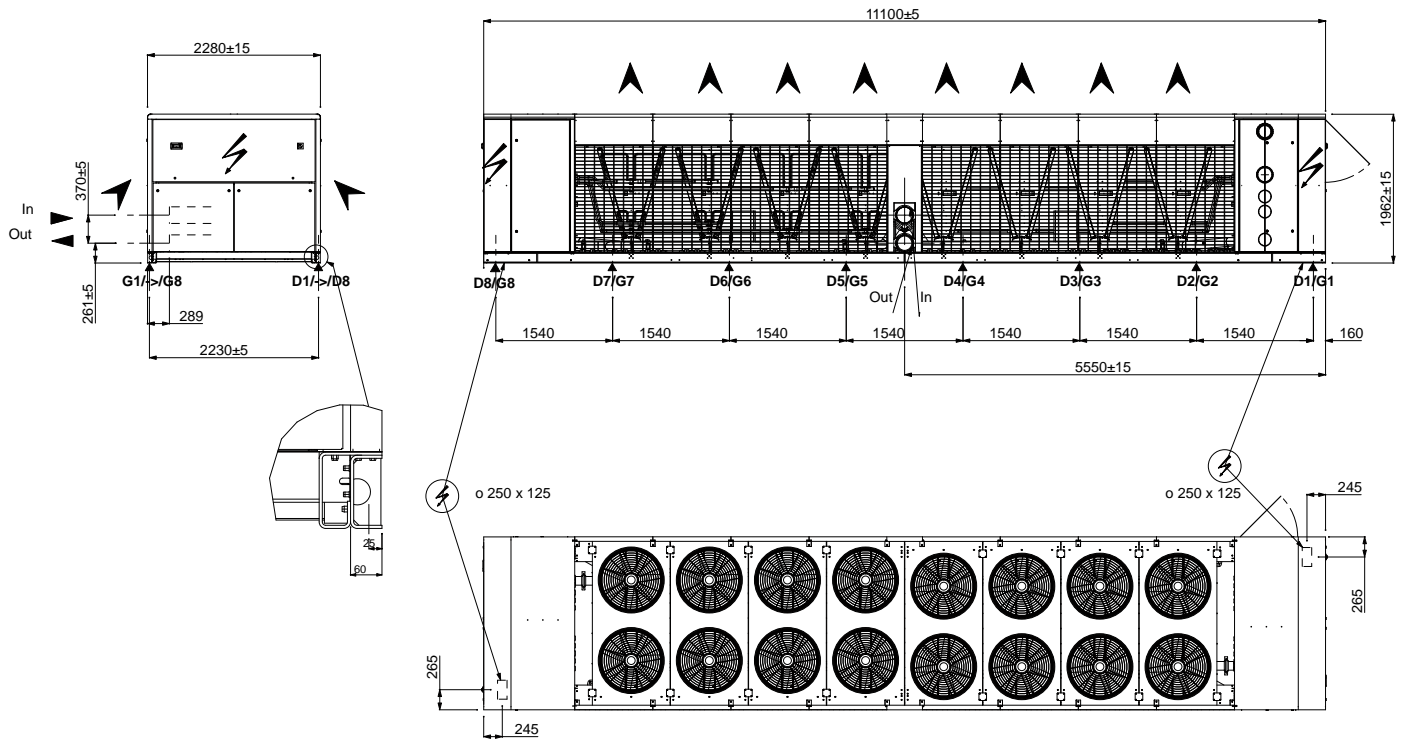 11100±5
2280±15
370±5
In
Out
261±5
G1/->/G8
D1/->/D8
289
2230±5
1962±15
D8/G8
D7/G7
D6/G6
D5/G5
D4/G4
D3/G3
D2/G2
D1/G1
Out
In
1540
1540
1540
1540
1540
1540
1540
160
5550±15
25
60
o 250 x 125
o 250 x 125
245
265
265
245